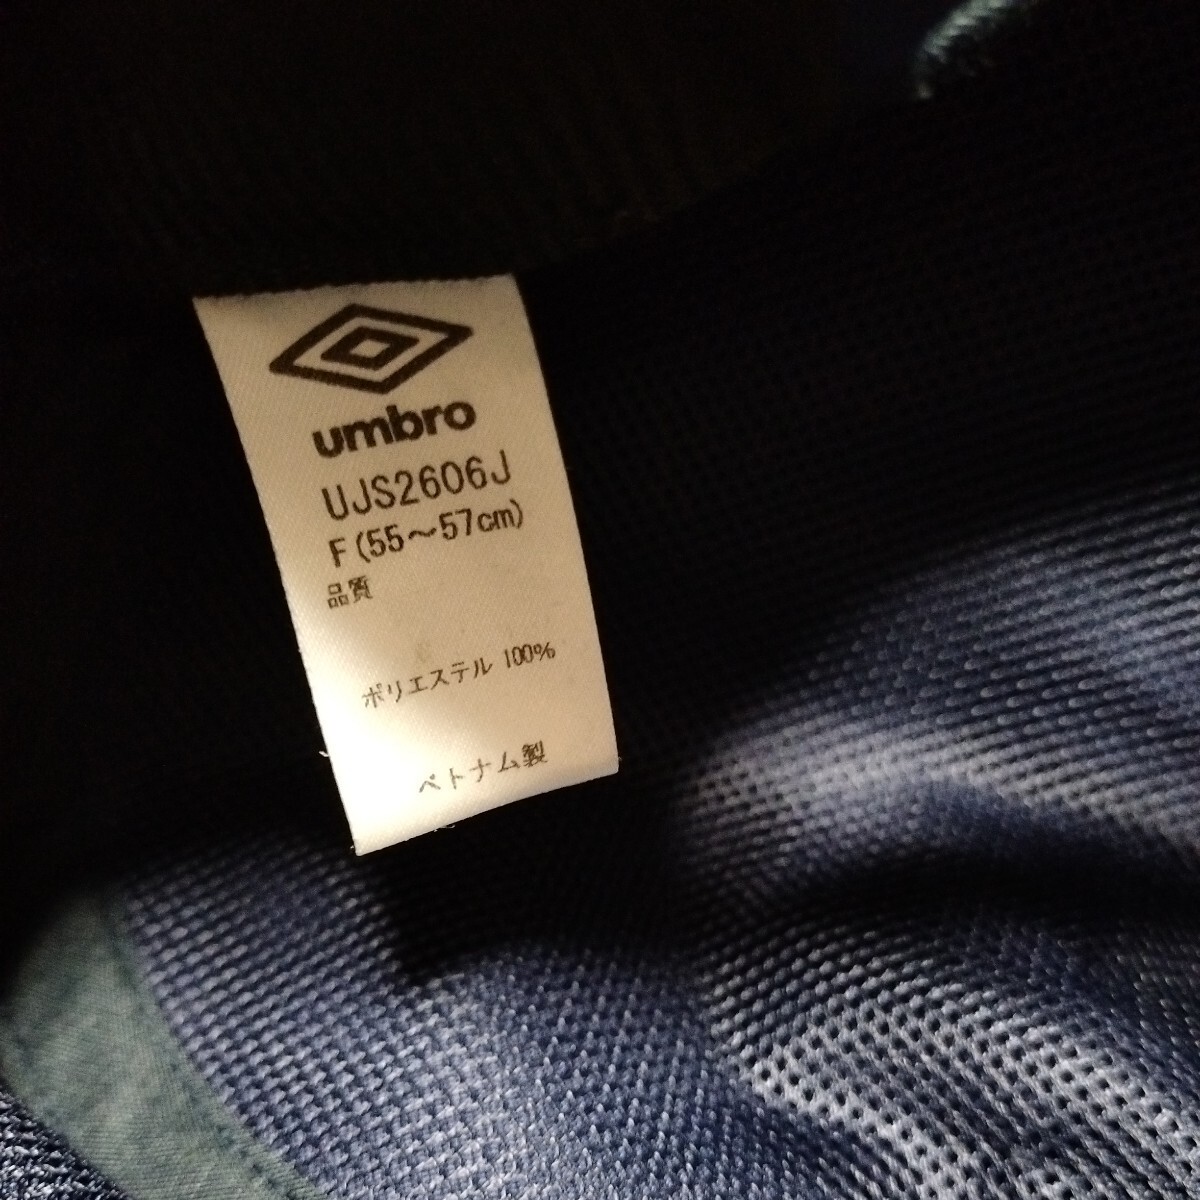 umbro
UJS2606J
F(55～57cm)
品質
ポリエステル 100%
ベトナム製